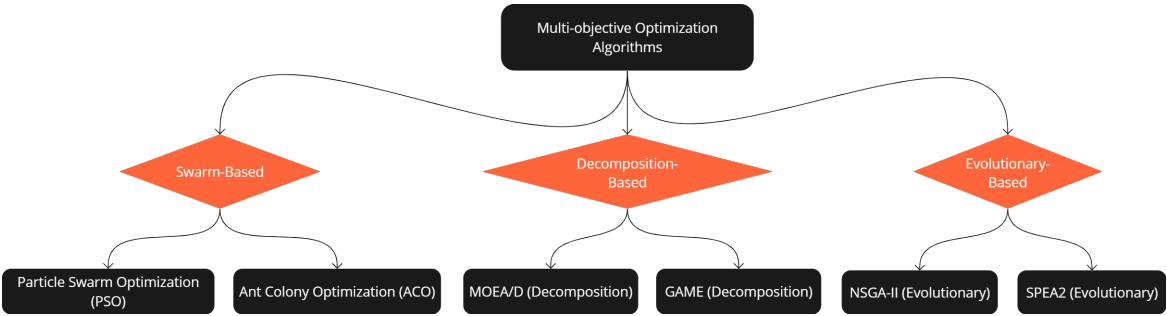 Multi-objective Optimization
Algorithms
Swarm-Based
Decomposition-
Based
Evolutionary-
Based
Particle Swarm Optimization
(PSO)
Ant Colony Optimization (ACO)
MOEA/D (Decomposition)
GAME (Decomposition)
NSGA-II (Evolutionary)
SPEA2 (Evolutionary)